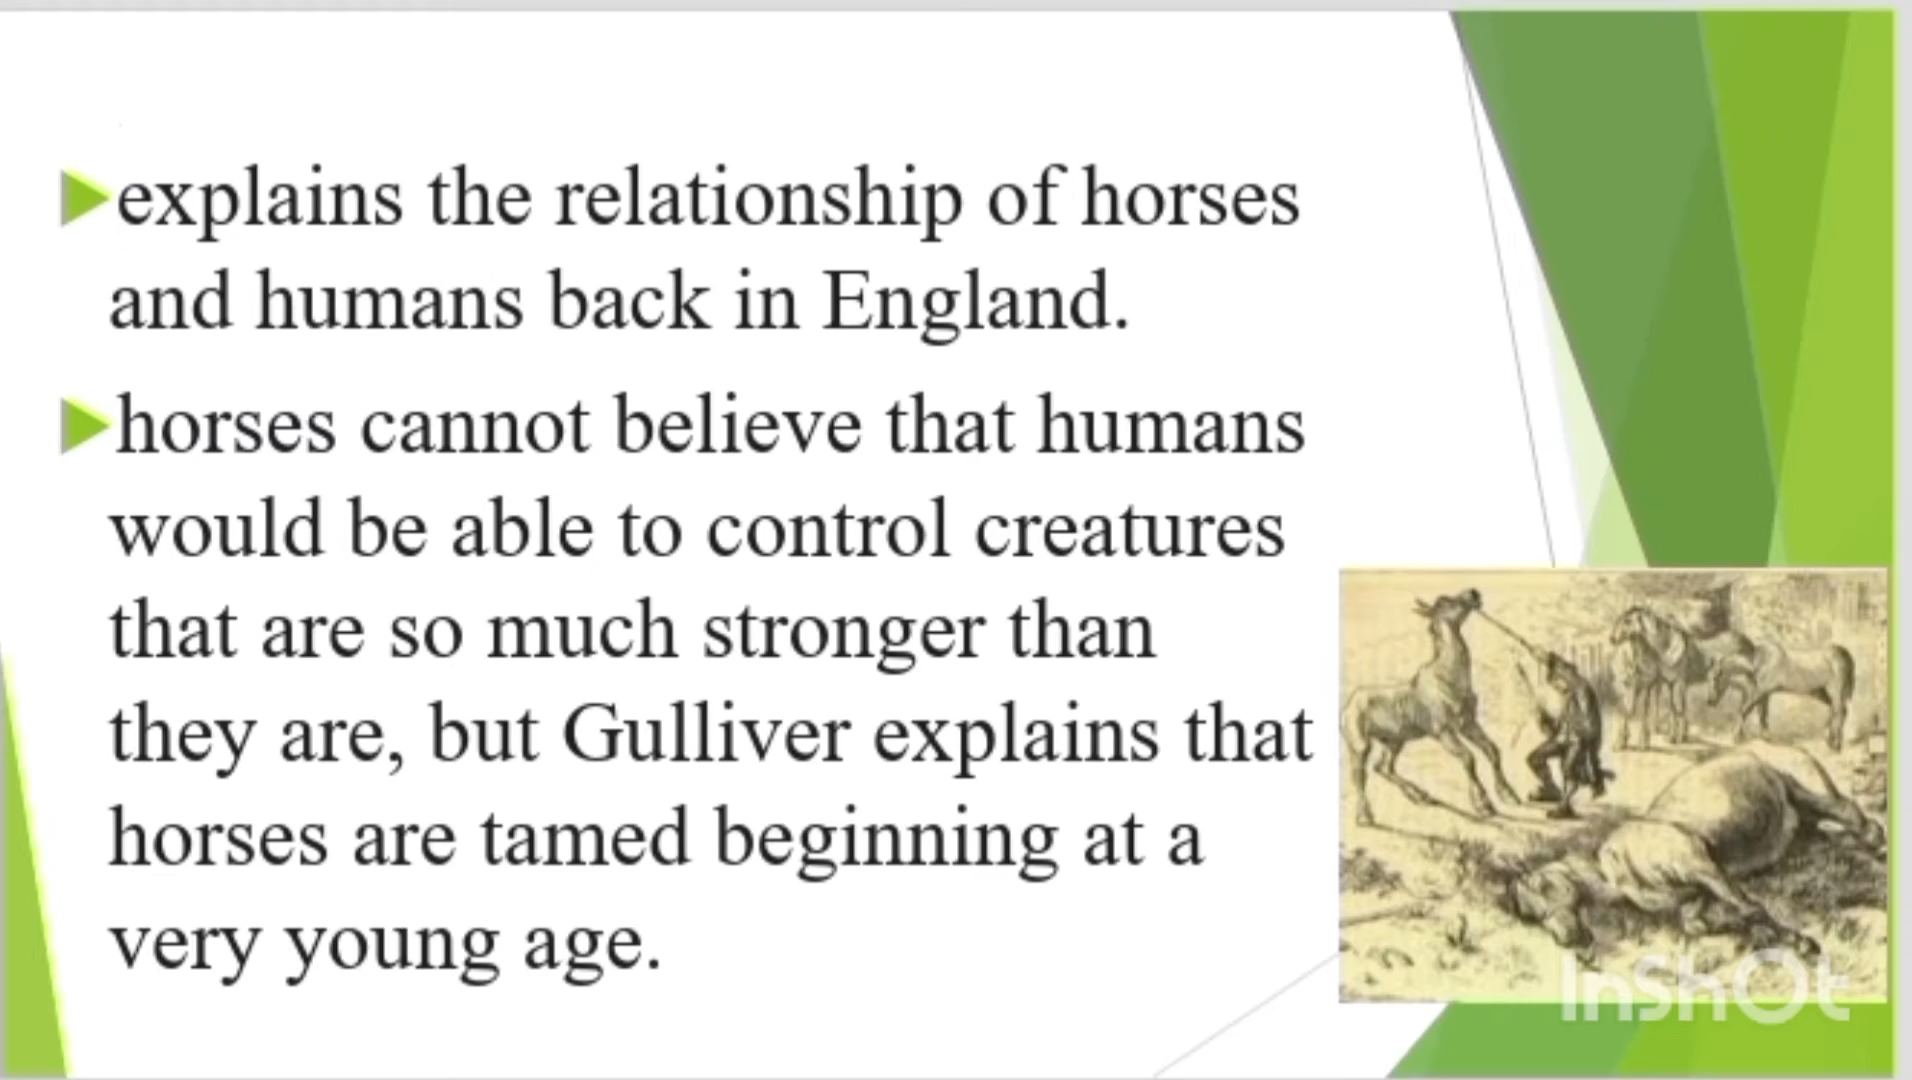 explains the relationship of horses
and humans back in England.
horses cannot believe that humans
would be able to control creatures
that are so much stronger than
they are, but Gulliver explains that
horses are tamed beginning at a
very young age.
InShOt